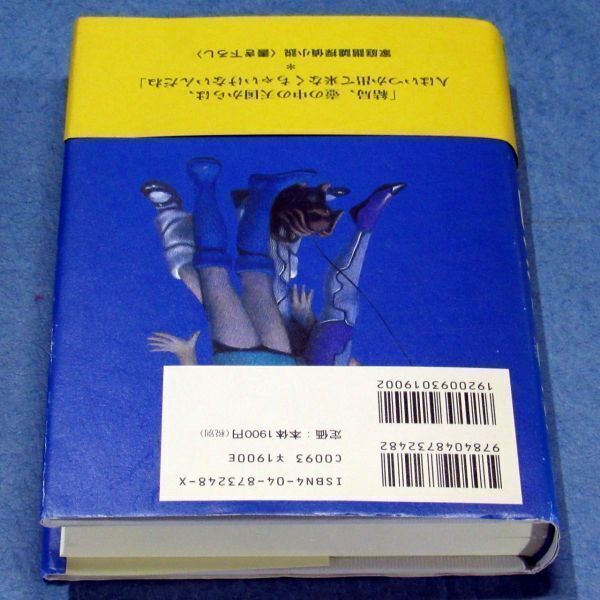 ISBN4-04-873248-X
C0093 ¥1900E
9784048732482
定価：本体1900円(税別)
1920093019002
「結局、壺の中の天国からは、
人はいつか出て来なくちゃいけないんだね」
*
家庭諧謔探偵小説〈書き下ろし〉